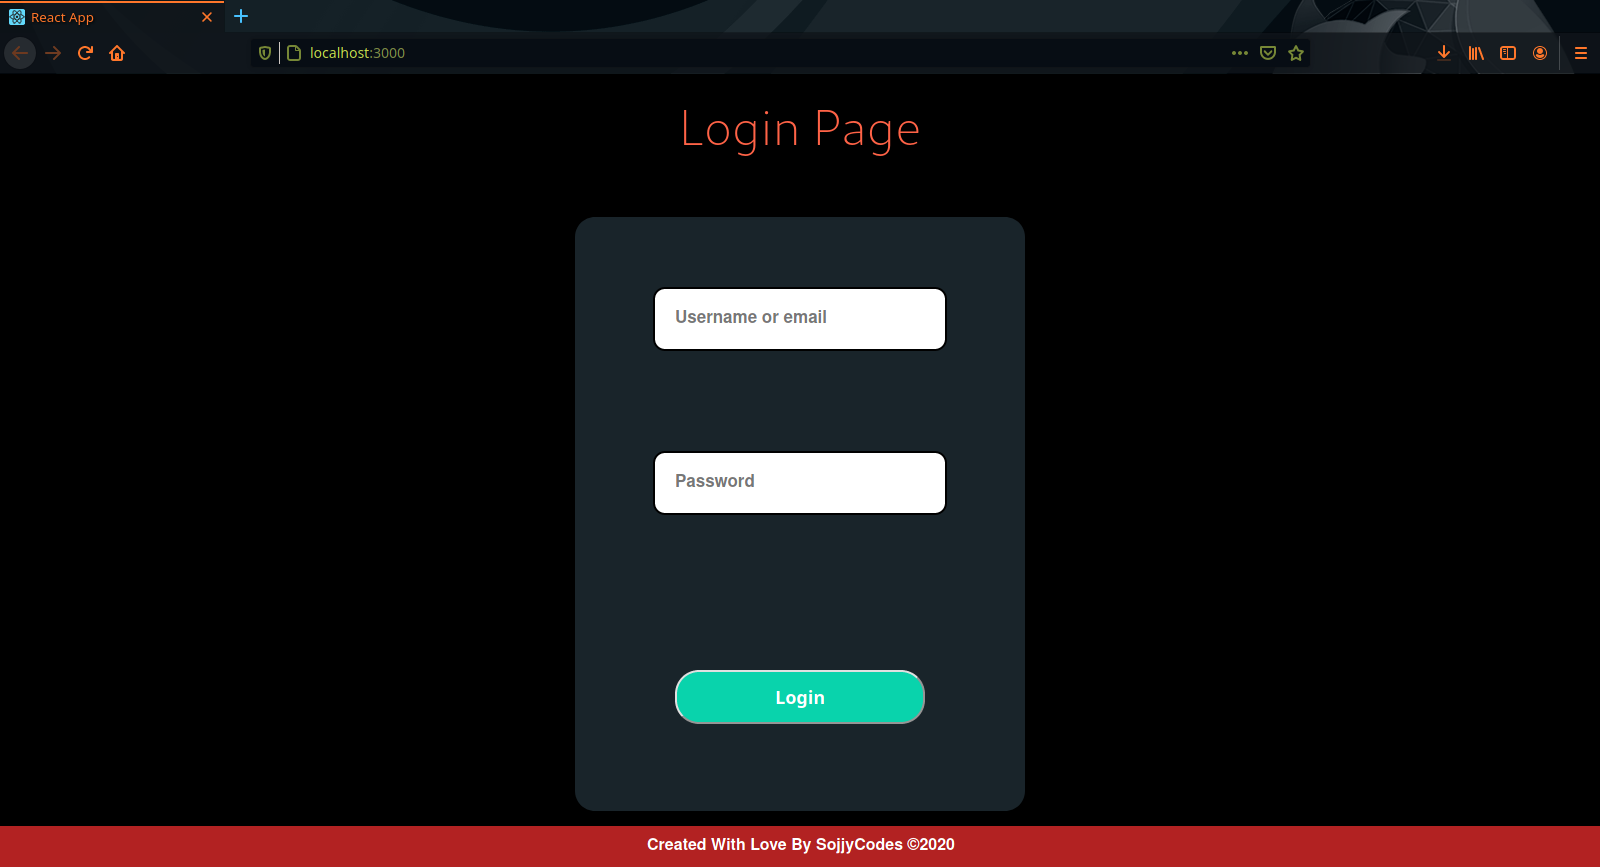 React App
localhost:3000
Login Page
Username or email
Password
Login
Created With Love By SojjyCodes ©2020